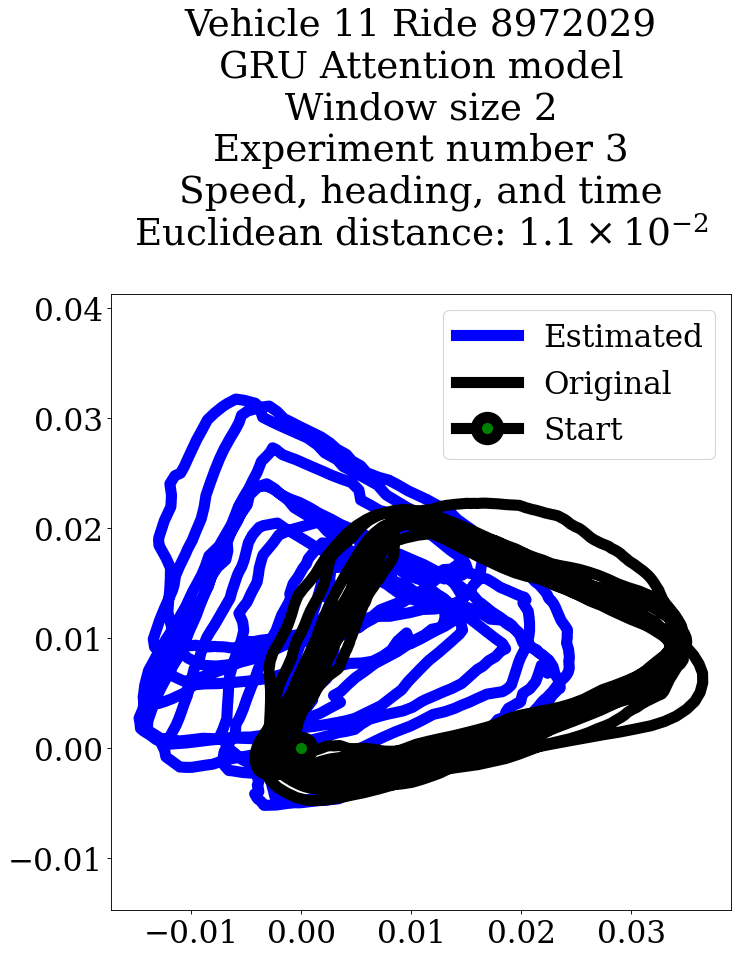 Vehicle 11 Ride 8972029
GRU Attention model
Window size 2
Experiment number 3
Speed, heading, and time
Euclidean distance: 1.1 × 10⁻²
Estimated
Original
Start
0.04
0.03
0.02
0.01
0.00
−0.01
−0.01 0.00 0.01 0.02 0.03